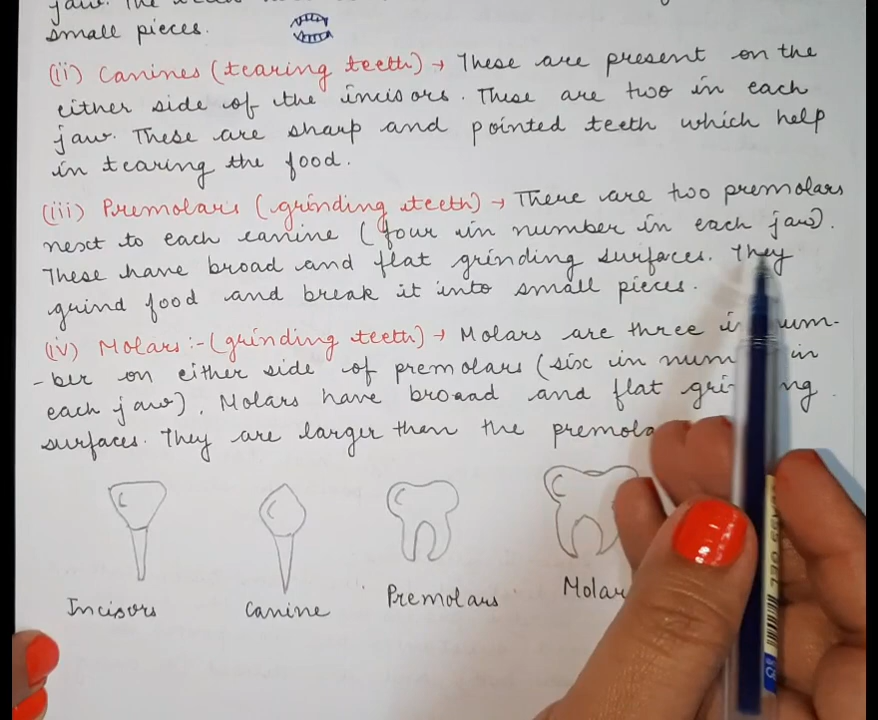 jaw. The
small pieces.
(ii) Canines (tearing teeth) → These are present on the
either side of the incisors. These are two in each
jaw. These are sharp and pointed teeth which help
in tearing the food.
(iii) Premolars (grinding teeth) → There are two premolars
next to each canine (four in number in each jaw).
These have broad and flat grinding surfaces. They
grind food and break it into small pieces.
(iv) Molars :- (grinding teeth) → Molars are three in num-
-ber on either side of premolars (six in num in
each jaw). Molars have broad and flat gri ng
surfaces. They are larger than the premola
Incisors Canine Premolars Molar